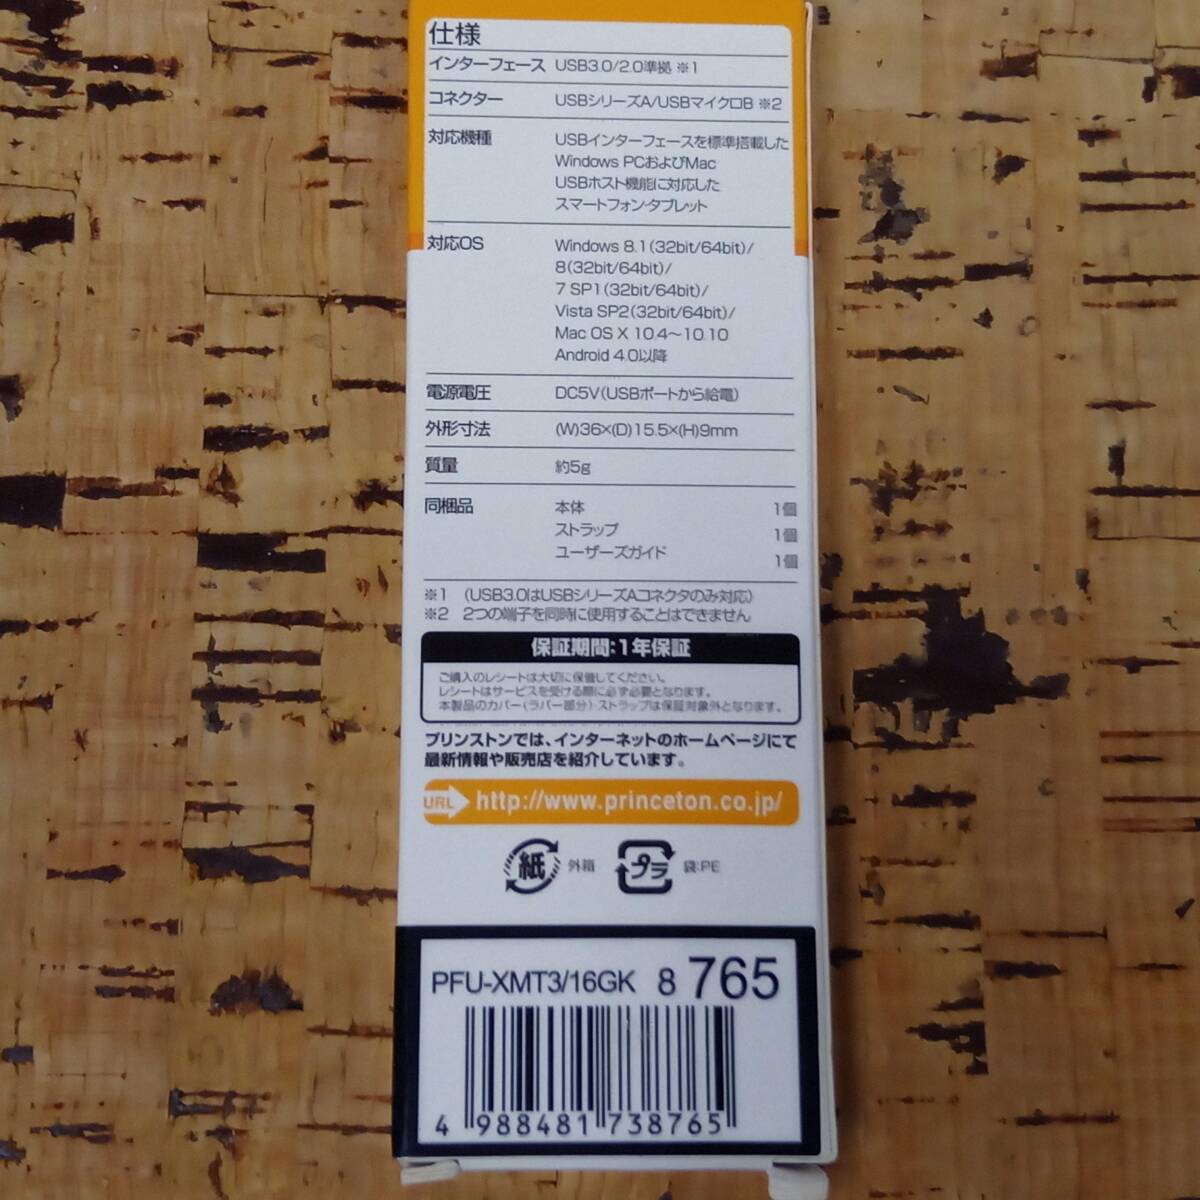 仕様
インターフェース USB3.0/2.0準拠 ※1
コネクター USBシリーズA/USBマイクロB ※2
対応機種 USBインターフェースを標準搭載した
Windows PCおよびMac
USBホスト機能に対応した
スマートフォン・タブレット
対応OS Windows 8.1(32bit/64bit)/
8(32bit/64bit)/
7 SP1(32bit/64bit)/
Vista SP2(32bit/64bit)/
Mac OS X 10.4〜10.10
Android 4.0以降
電源電圧 DC5V(USBポートから給電)
外形寸法 (W)36×(D)15.5×(H)9mm
質量 約5g
同梱品 本体 1個
ストラップ 1個
ユーザーズガイド 1個
※1 (USB3.0はUSBシリーズAコネクタのみ対応)
※2 2つの端子を同時に使用することはできません
保証期間:1年保証
ご購入のレシートは大切に保管してください。
レシートはサービスを受ける際に必ず必要となります。
本製品のカバー(ラバー部分)・ストラップは保証対象外となります。
プリンストンでは、インターネットのホームページにて
最新情報や販売店を紹介しています。
URL http://www.princeton.co.jp/
紙 外箱 プラ 袋:PE
PFU-XMT3/16GK 8 765
4 988481 738765